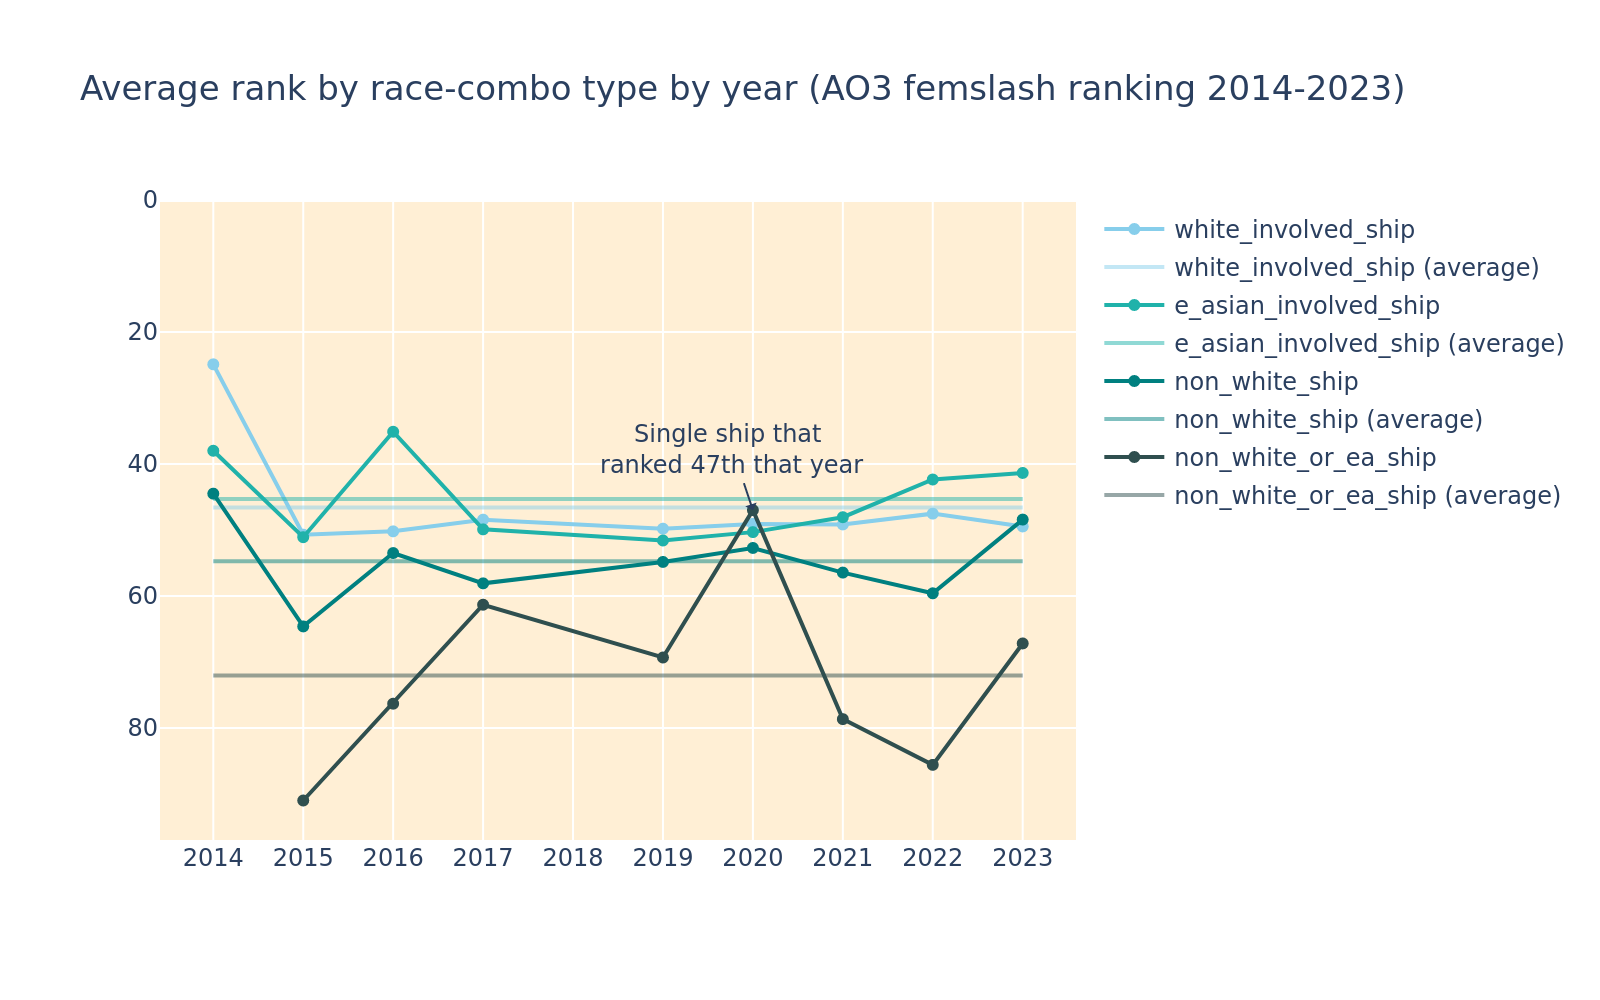 Average rank by race-combo type by year (AO3 femslash ranking 2014-2023)
0
20
40
60
80
Single ship that
ranked 47th that year
2014 2015 2016 2017 2018 2019 2020 2021 2022 2023
white_involved_ship
white_involved_ship (average)
e_asian_involved_ship
e_asian_involved_ship (average)
non_white_ship
non_white_ship (average)
non_white_or_ea_ship
non_white_or_ea_ship (average)